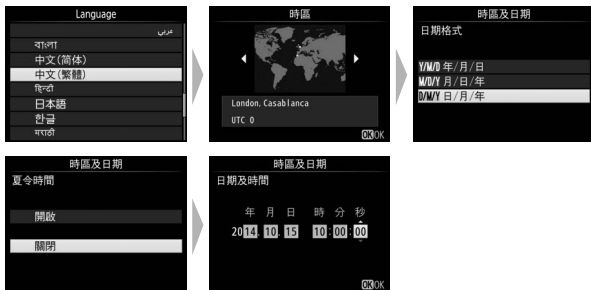 Language
عربي
বাংলা
中文(简体)
中文(繁體)
हिन्दी
日本語
한글
मराठी
時區
London, Casablanca
UTC 0
OK OK
時區及日期
日期格式
Y/M/D 年/月/日
M/D/Y 月/日/年
D/M/Y 日/月/年
時區及日期
夏令時間
開啟
關閉
時區及日期
日期及時間
年 月 日 時 分 秒
2014. 10. 15 10:00:00
OK OK